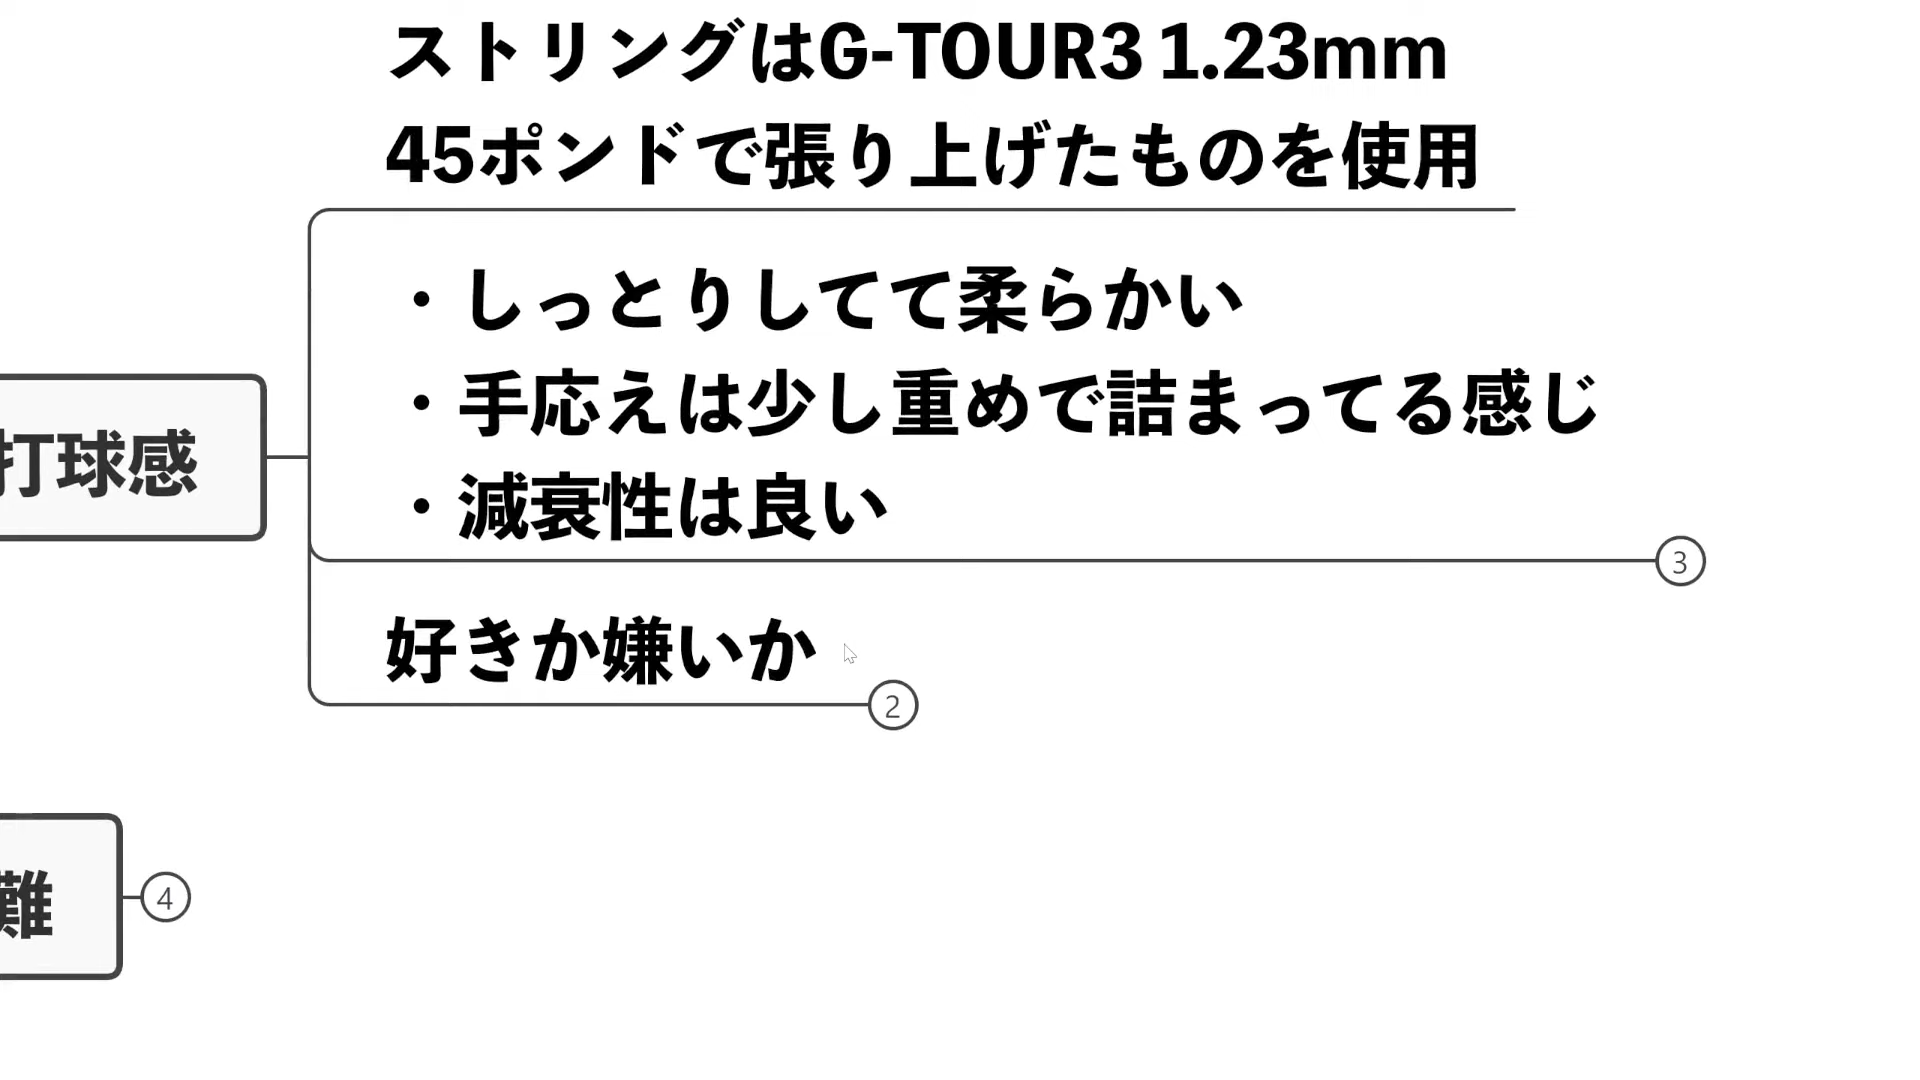 ストリングはG-TOUR3 1.23mm
45ポンドで張り上げたものを使用
・しっとりしてて柔らかい
・手応えは少し重めで詰まってる感じ
・減衰性は良い
3
打球感
好きか嫌いか
2
難
4